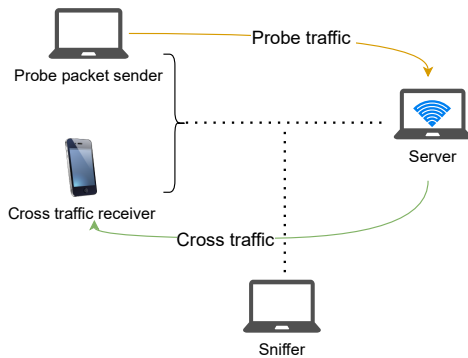 Probe traffic
Probe packet sender
Server
Cross traffic receiver
Cross traffic
Sniffer